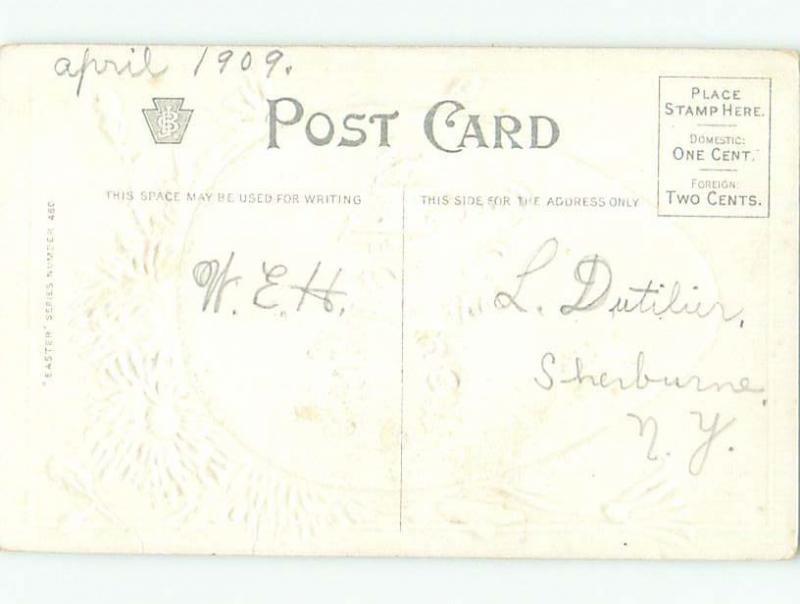 april 1909.
POST CARD
PLACE
STAMP HERE.
DOMESTIC:
ONE CENT.
FOREIGN:
TWO CENTS.
THIS SPACE MAY BE USED FOR WRITING
THIS SIDE FOR THE ADDRESS ONLY
"EASTER" SERIES NUMBER 460
W. E. H.
L. Dutilier,
Sherburne,
N. Y.